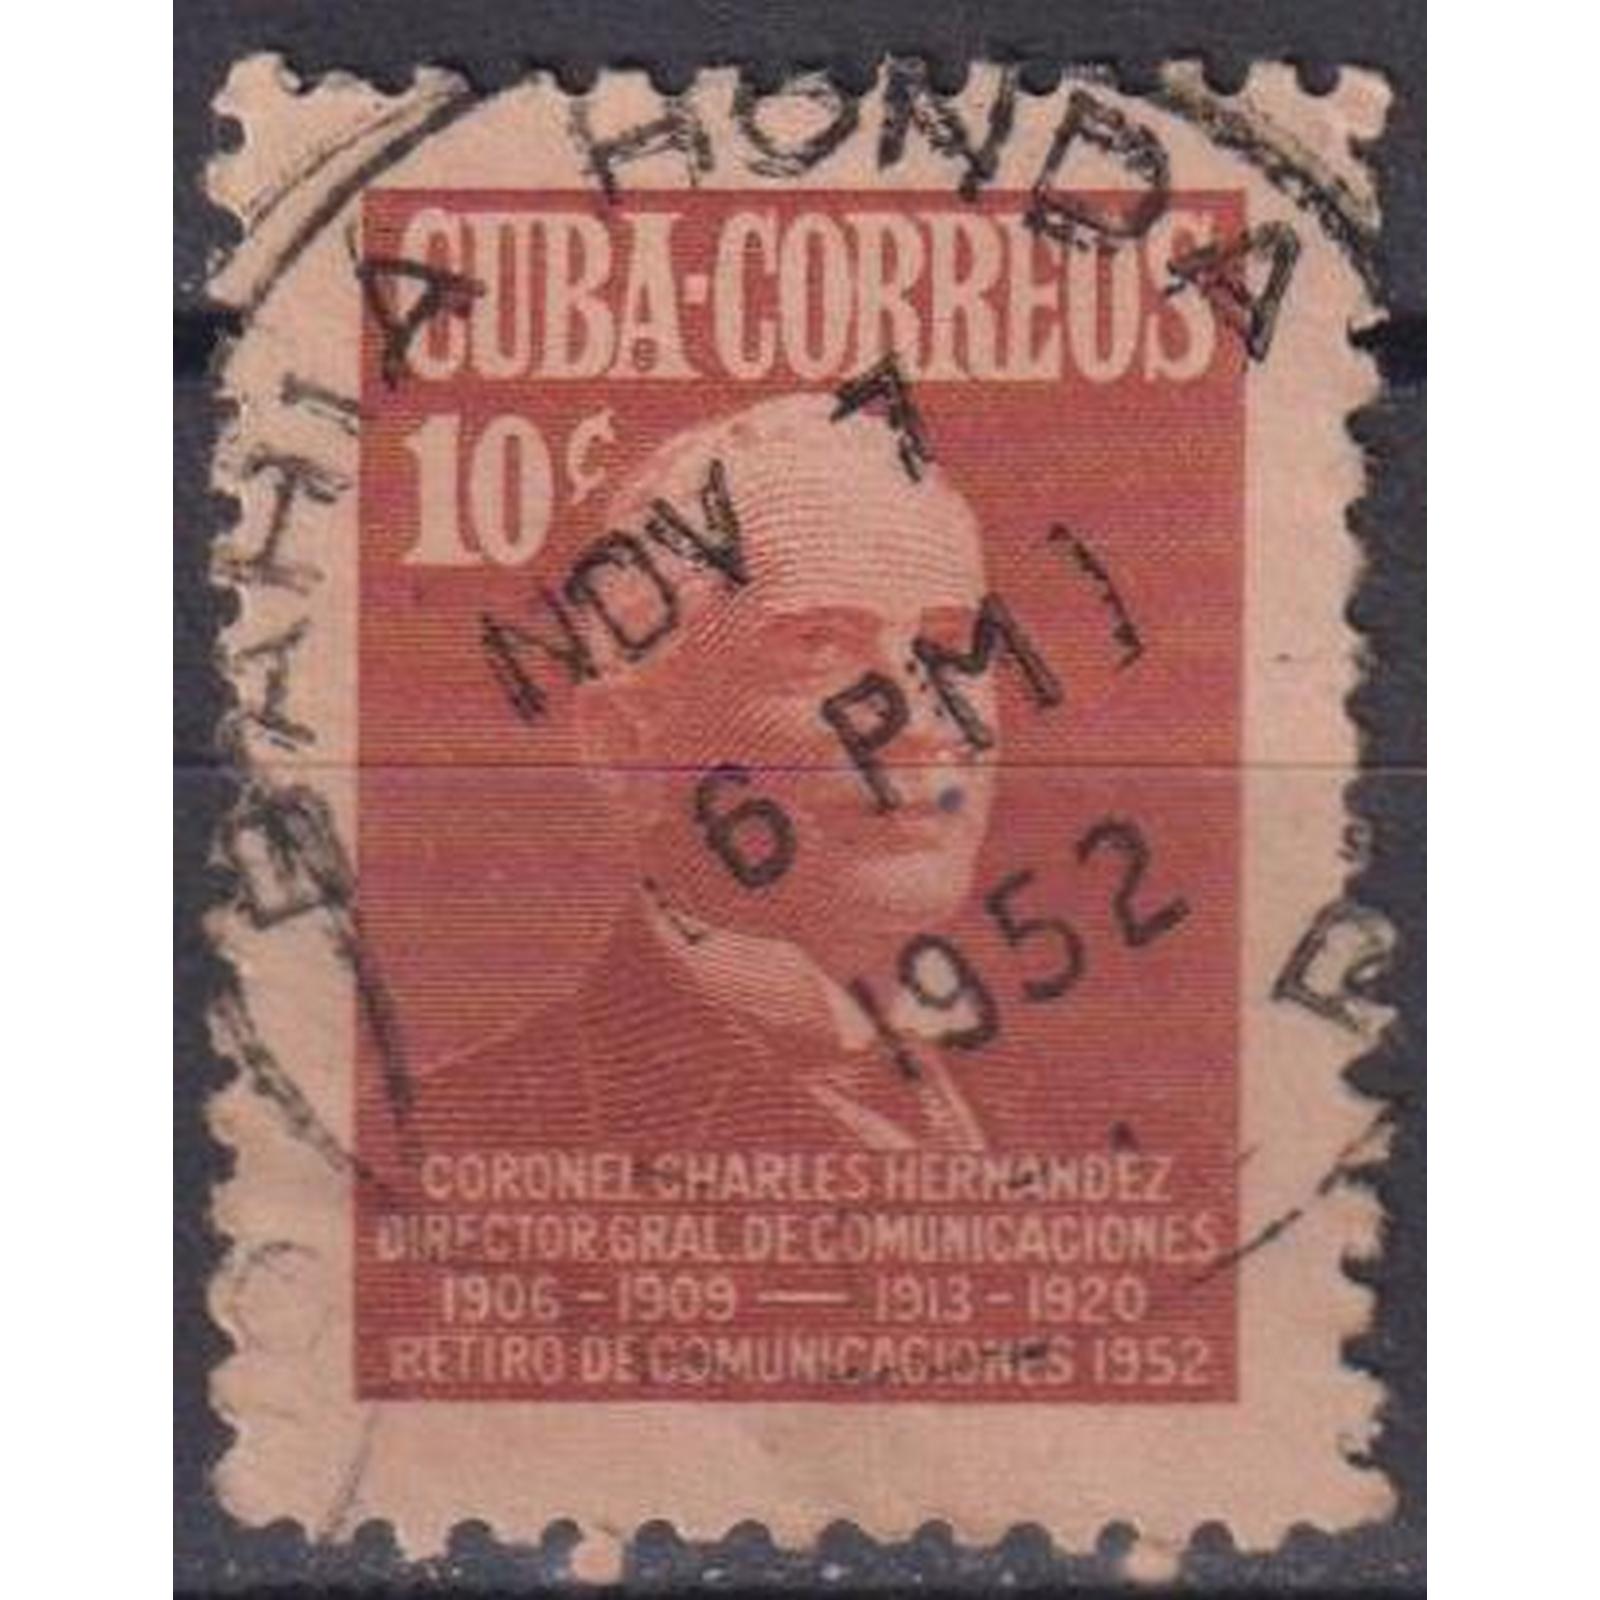 CUBA-CORREOS
10¢
BAHIA HONDA
NOV 7
6 PM
1952
CORONEL CHARLES HERNANDEZ
DIRECTOR GRAL DE COMUNICACIONES
1906 - 1909 — 1913 - 1920
RETIRO DE COMUNICACIONES 1952